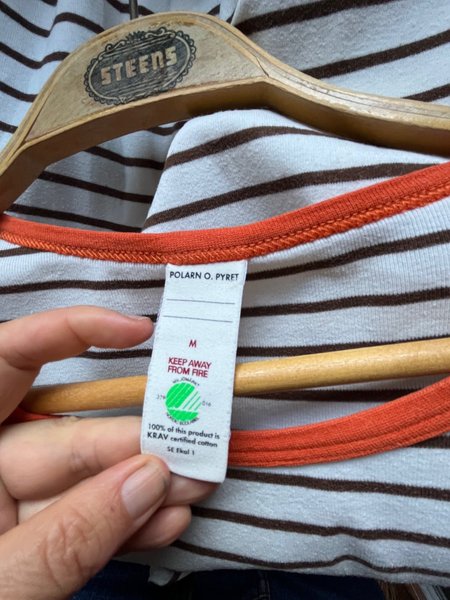 STEENS
POLARN O. PYRET
M
KEEP AWAY
FROM FIRE
100% of this product is
KRAV certified cotton
SE Ekol 1